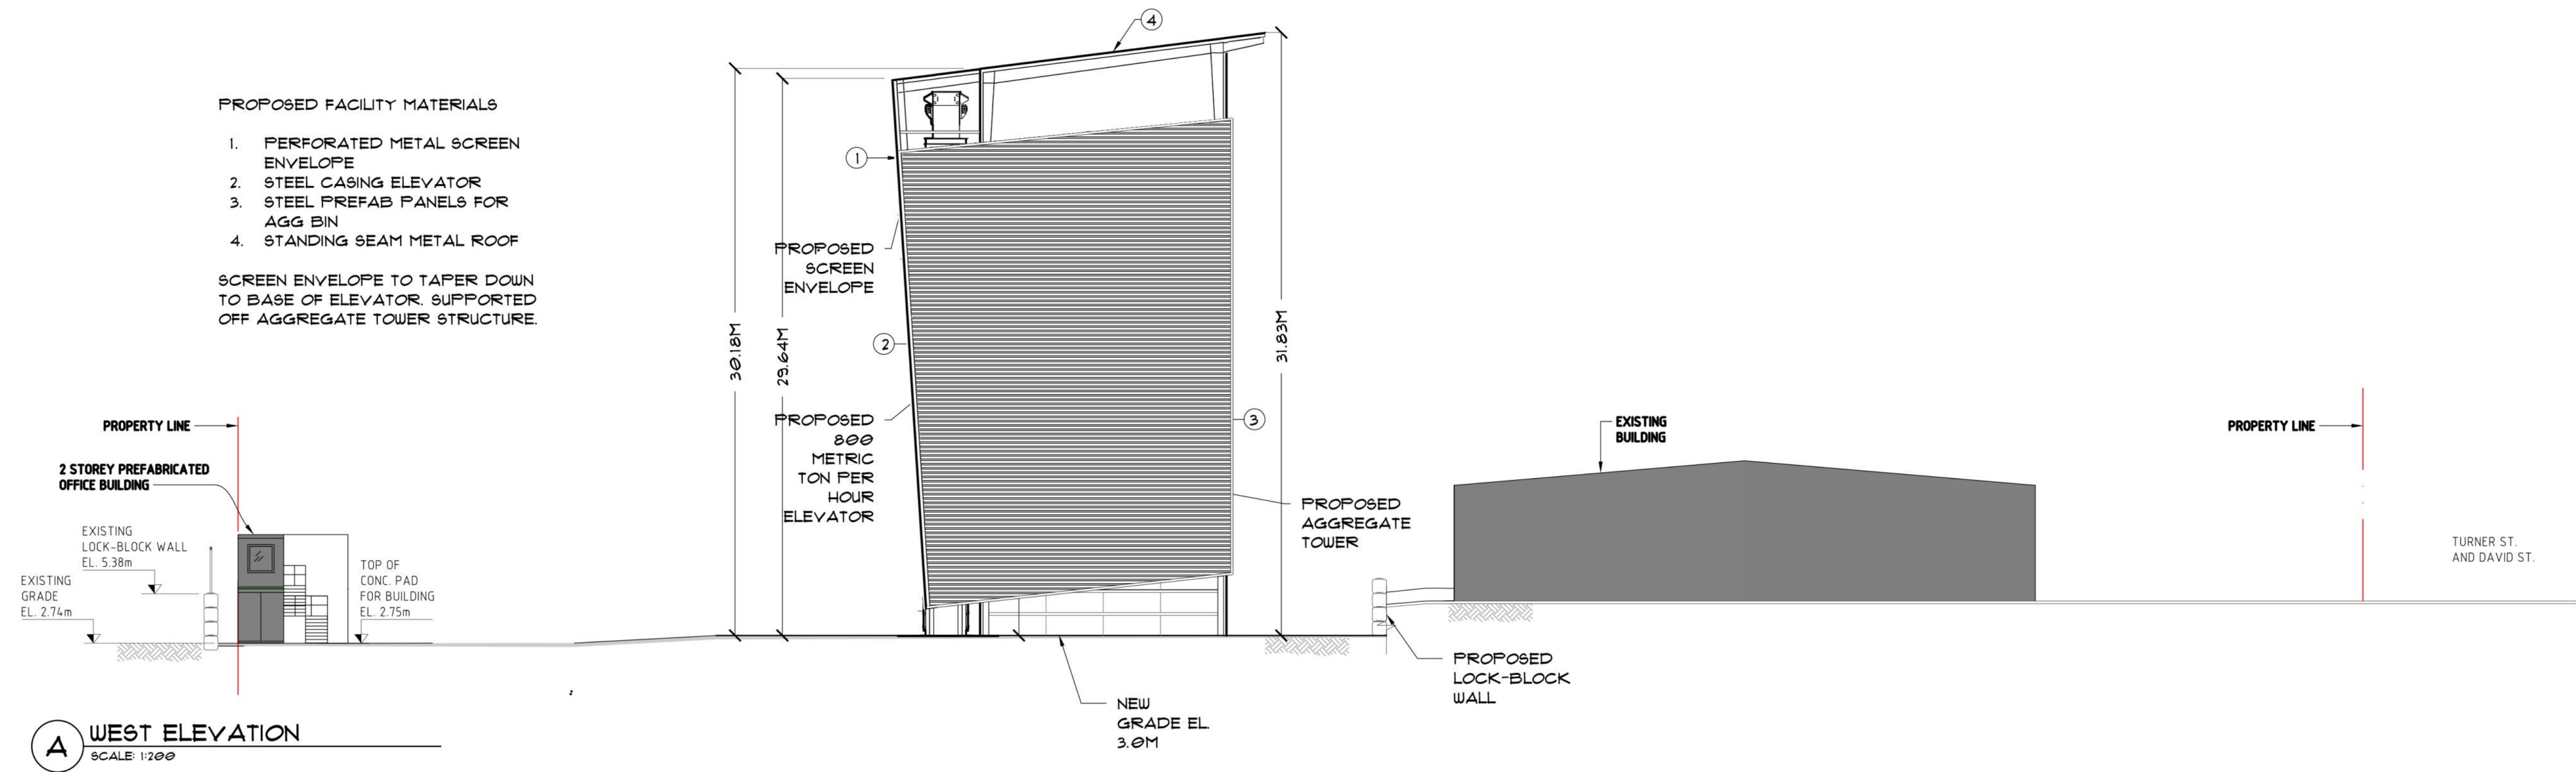 PROPOSED FACILITY MATERIALS
1. PERFORATED METAL SCREEN
ENVELOPE
2. STEEL CASING ELEVATOR
3. STEEL PREFAB PANELS FOR
AGG BIN
4. STANDING SEAM METAL ROOF
SCREEN ENVELOPE TO TAPER DOWN
TO BASE OF ELEVATOR. SUPPORTED
OFF AGGREGATE TOWER STRUCTURE.
4
1
2
3
30.18M
29.64M
31.83M
PROPOSED
SCREEN
ENVELOPE
PROPOSED
800
METRIC
TON PER
HOUR
ELEVATOR
PROPERTY LINE
2 STOREY PREFABRICATED
OFFICE BUILDING
EXISTING
LOCK-BLOCK WALL
EL. 5.38m
EXISTING
GRADE
EL. 2.74m
TOP OF
CONC. PAD
FOR BUILDING
EL. 2.75m
PROPOSED
AGGREGATE
TOWER
EXISTING
BUILDING
PROPERTY LINE
TURNER ST.
AND DAVID ST.
PROPOSED
LOCK-BLOCK
WALL
NEW
GRADE EL.
3.0M
A WEST ELEVATION
SCALE: 1:200